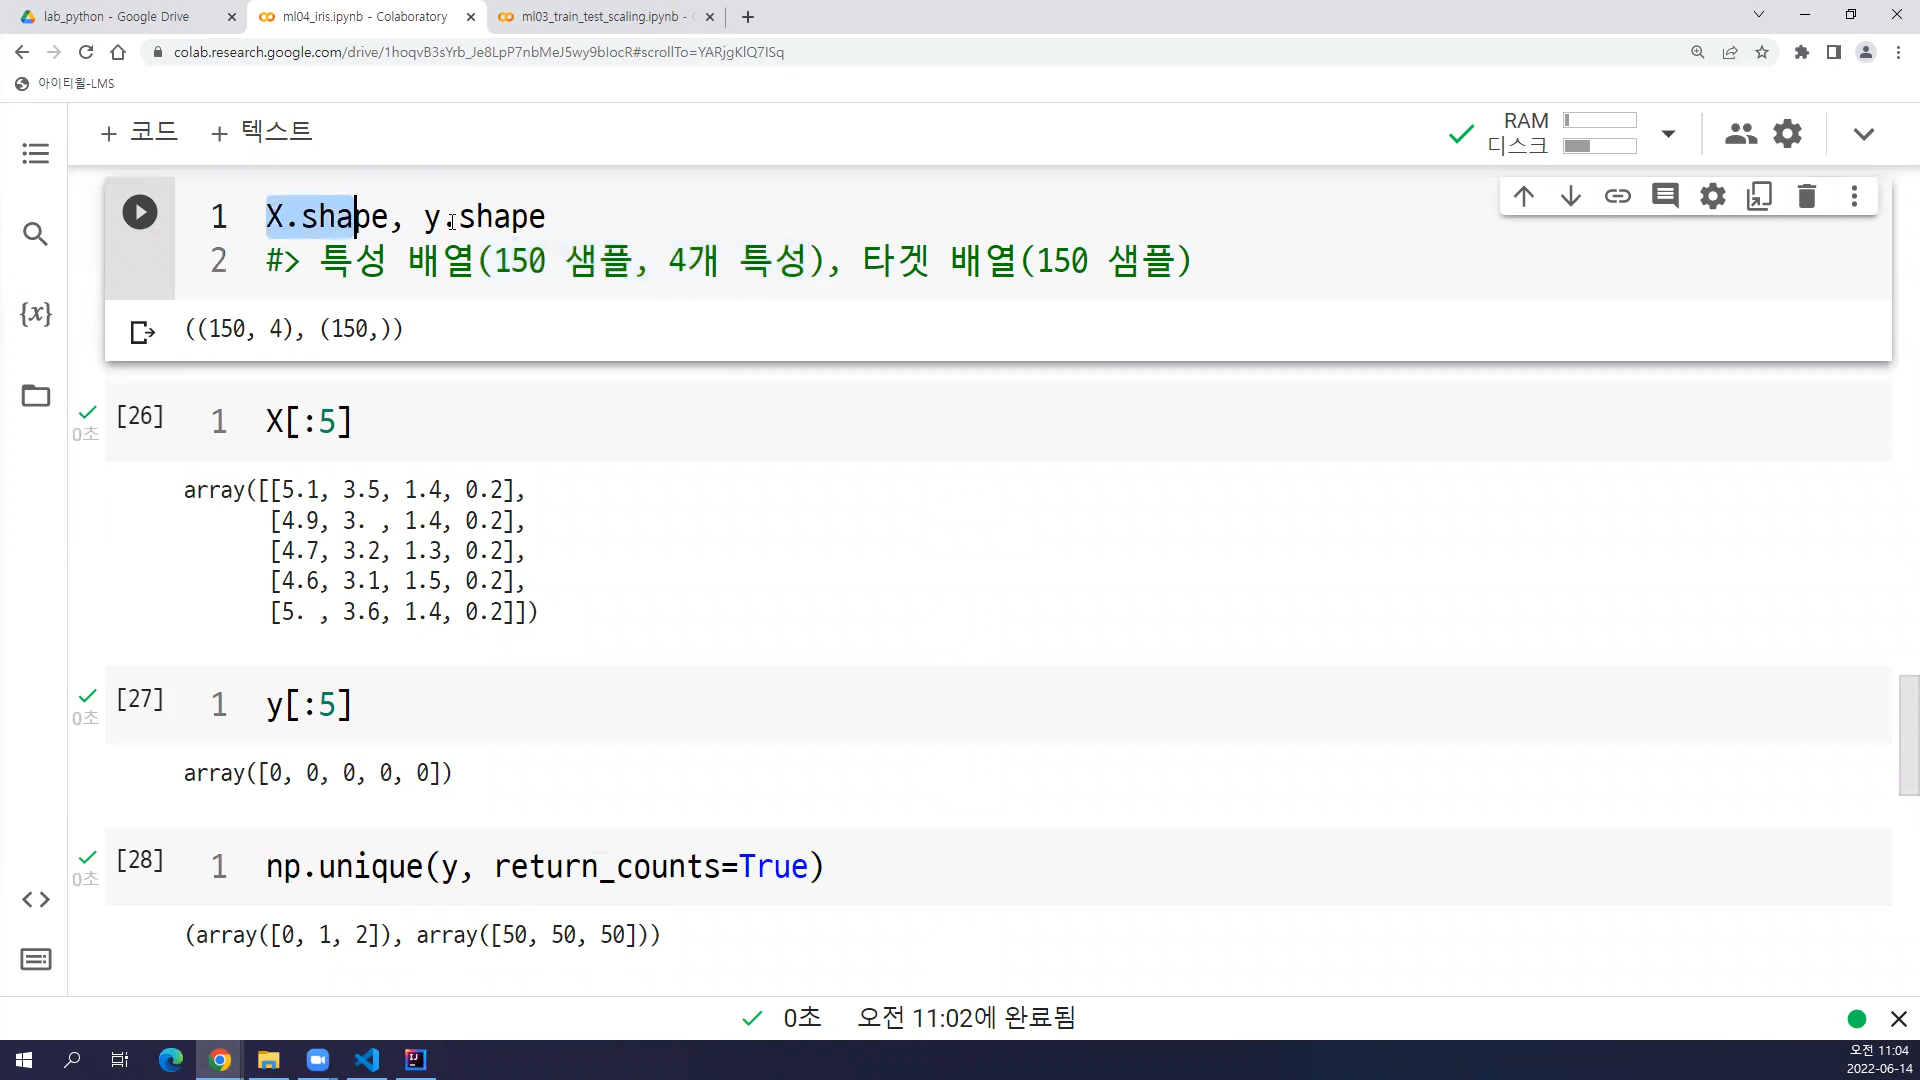 lab_python - Google Drive
ml04_iris.ipynb - Colaboratory
ml03_train_test_scaling.ipynb -
colab.research.google.com/drive/1hoqvB3sYrb_Je8LpP7nbMeJ5wy9blocR#scrollTo=YARjgKlQ7ISq
아이티윌-LMS
+ 코드 + 텍스트
RAM
디스크
1 X.shape, y.shape
2 #> 특성 배열(150 샘플, 4개 특성), 타겟 배열(150 샘플)
((150, 4), (150,))
[26] 1 X[:5]
0초
array([[5.1, 3.5, 1.4, 0.2],
[4.9, 3. , 1.4, 0.2],
[4.7, 3.2, 1.3, 0.2],
[4.6, 3.1, 1.5, 0.2],
[5. , 3.6, 1.4, 0.2]])
[27] 1 y[:5]
0초
array([0, 0, 0, 0, 0])
[28] 1 np.unique(y, return_counts=True)
0초
(array([0, 1, 2]), array([50, 50, 50]))
0초 오전 11:02에 완료됨
오전 11:04
2022-06-14